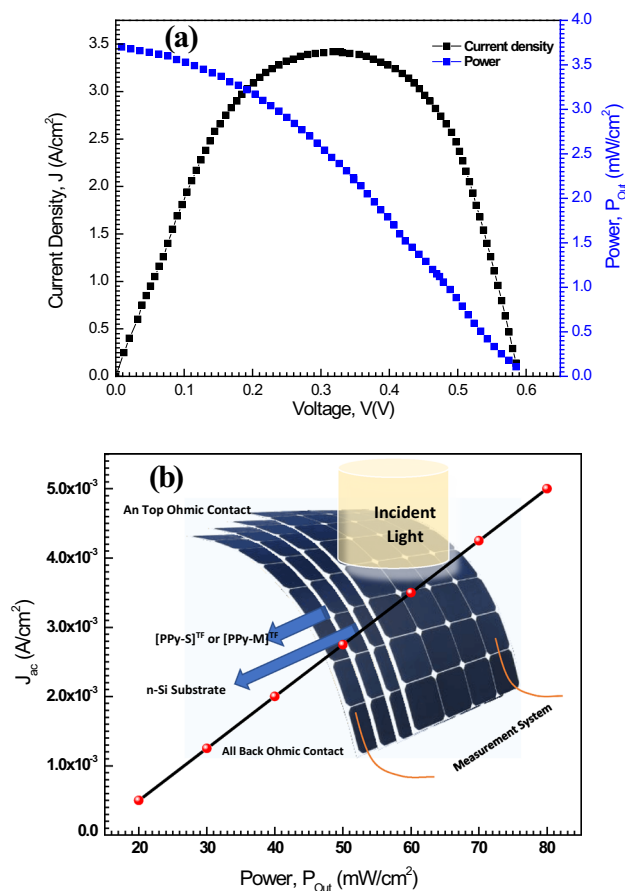 (a)
Current density
Power
3.5
3.0
2.5
2.0
1.5
1.0
0.5
0.0
Current Density, J (A/cm²)
4.0
3.5
3.0
2.5
2.0
1.5
1.0
0.5
0.0
Power, P_Out (mW/cm²)
0.0 0.1 0.2 0.3 0.4 0.5 0.6
Voltage, V(V)
(b)
5.0x10⁻³
4.0x10⁻³
3.0x10⁻³
2.0x10⁻³
1.0x10⁻³
0.0
J_ac (A/cm²)
An Top Ohmic Contact
Incident
Light
[PPy-S]ᵀᶠ or [PPy-M]ᵀᶠ
n-Si Substrate
All Back Ohmic Contact
Measurement System
20 30 40 50 60 70 80
Power, P_Out (mW/cm²)